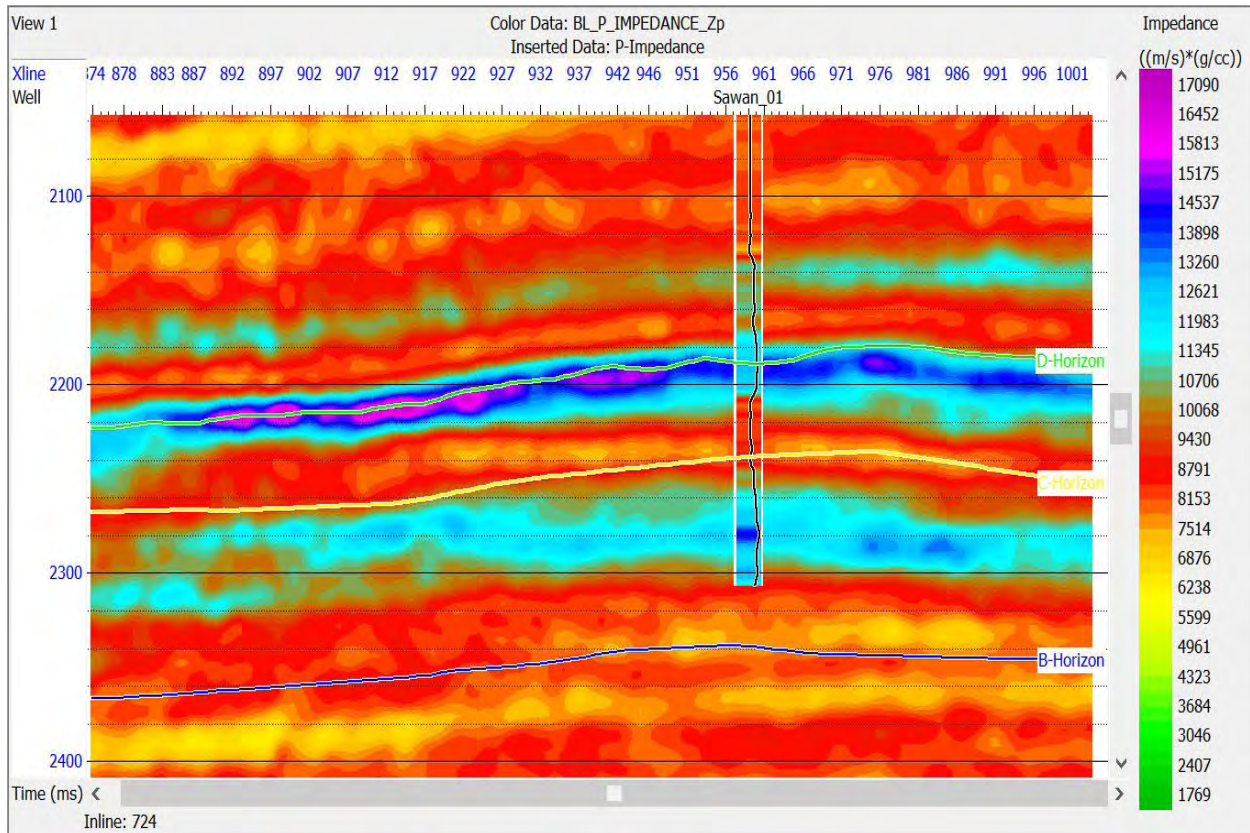 View 1
Color Data: BL_P_IMPEDANCE_Zp
Inserted Data: P-Impedance
Impedance
((m/s)*(g/cc))
Xline 874 878 883 887 892 897 902 907 912 917 922 927 932 937 942 946 951 956 961 966 971 976 981 986 991 996 1001
Well Sawan_01
2100
2200
2300
2400
D-Horizon
C-Horizon
B-Horizon
17090
16452
15813
15175
14537
13898
13260
12621
11983
11345
10706
10068
9430
8791
8153
7514
6876
6238
5599
4961
4323
3684
3046
2407
1769
Time (ms)
Inline: 724